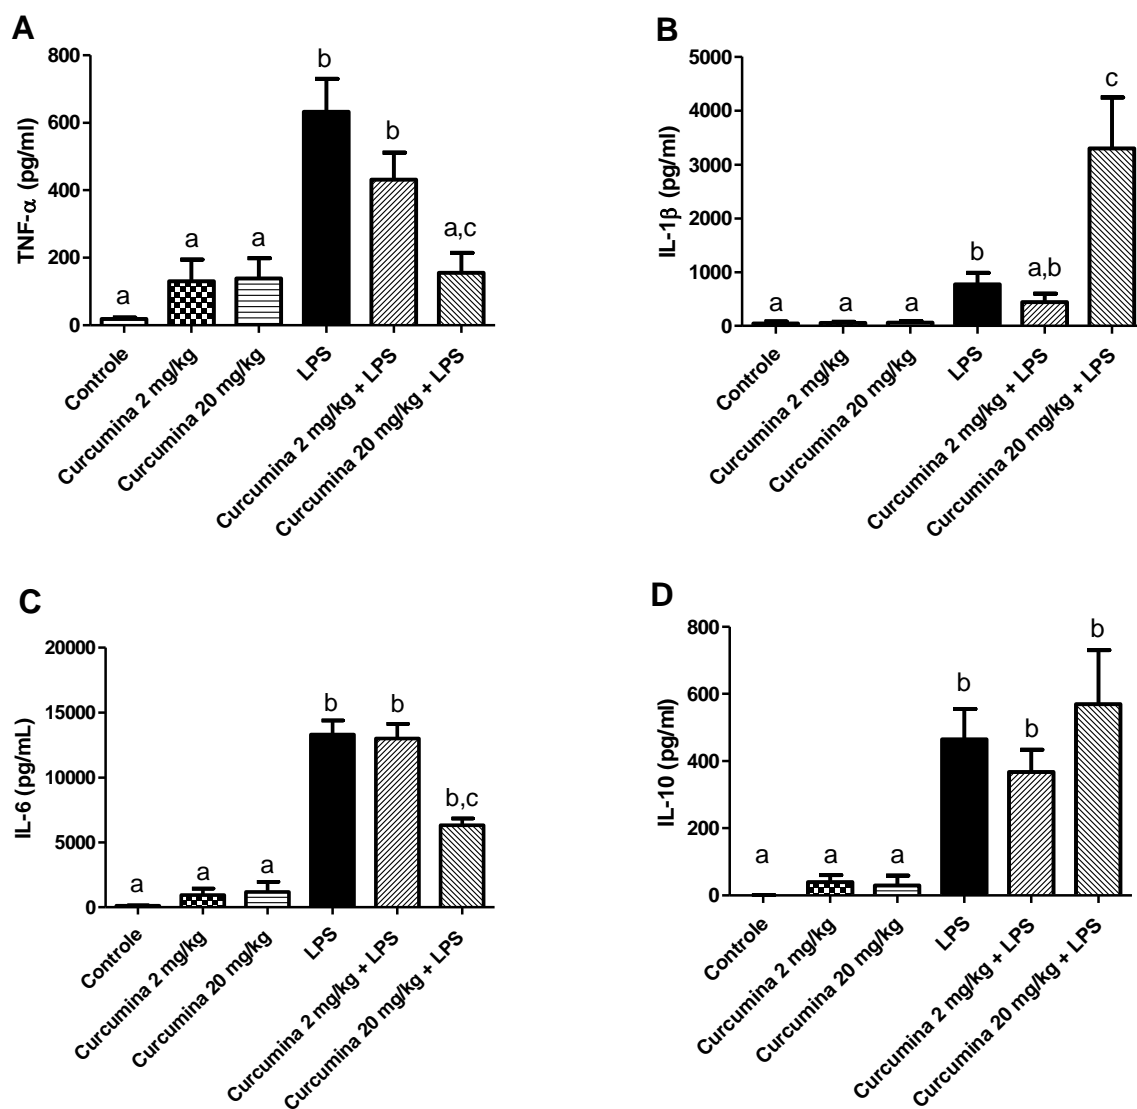 A
TNF-α (pg/ml)
800
600
400
200
0
a
a
a
b
b
a,c
Controle
Curcumina 2 mg/kg
Curcumina 20 mg/kg
LPS
Curcumina 2 mg/kg + LPS
Curcumina 20 mg/kg + LPS
B
IL-1β (pg/ml)
5000
4000
3000
2000
1000
0
a
a
a
b
a,b
c
Controle
Curcumina 2 mg/kg
Curcumina 20 mg/kg
LPS
Curcumina 2 mg/kg + LPS
Curcumina 20 mg/kg + LPS
C
IL-6 (pg/mL)
20000
15000
10000
5000
0
a
a
a
b
b
b,c
Controle
Curcumina 2 mg/kg
Curcumina 20 mg/kg
LPS
Curcumina 2 mg/kg + LPS
Curcumina 20 mg/kg + LPS
D
IL-10 (pg/ml)
800
600
400
200
0
a
a
a
b
b
b
Controle
Curcumina 2 mg/kg
Curcumina 20 mg/kg
LPS
Curcumina 2 mg/kg + LPS
Curcumina 20 mg/kg + LPS